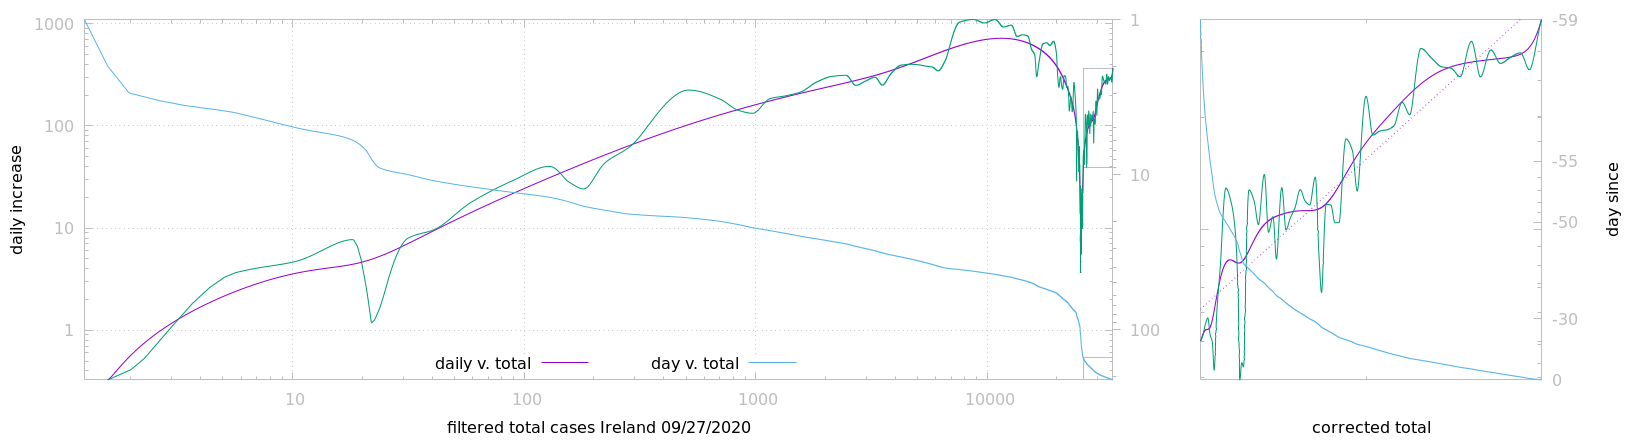 1000
100
10
1
daily increase
1
10
100
daily v. total
day v. total
10
100
1000
10000
filtered total cases Ireland 09/27/2020
-59
-55
-50
-30
0
day since
corrected total